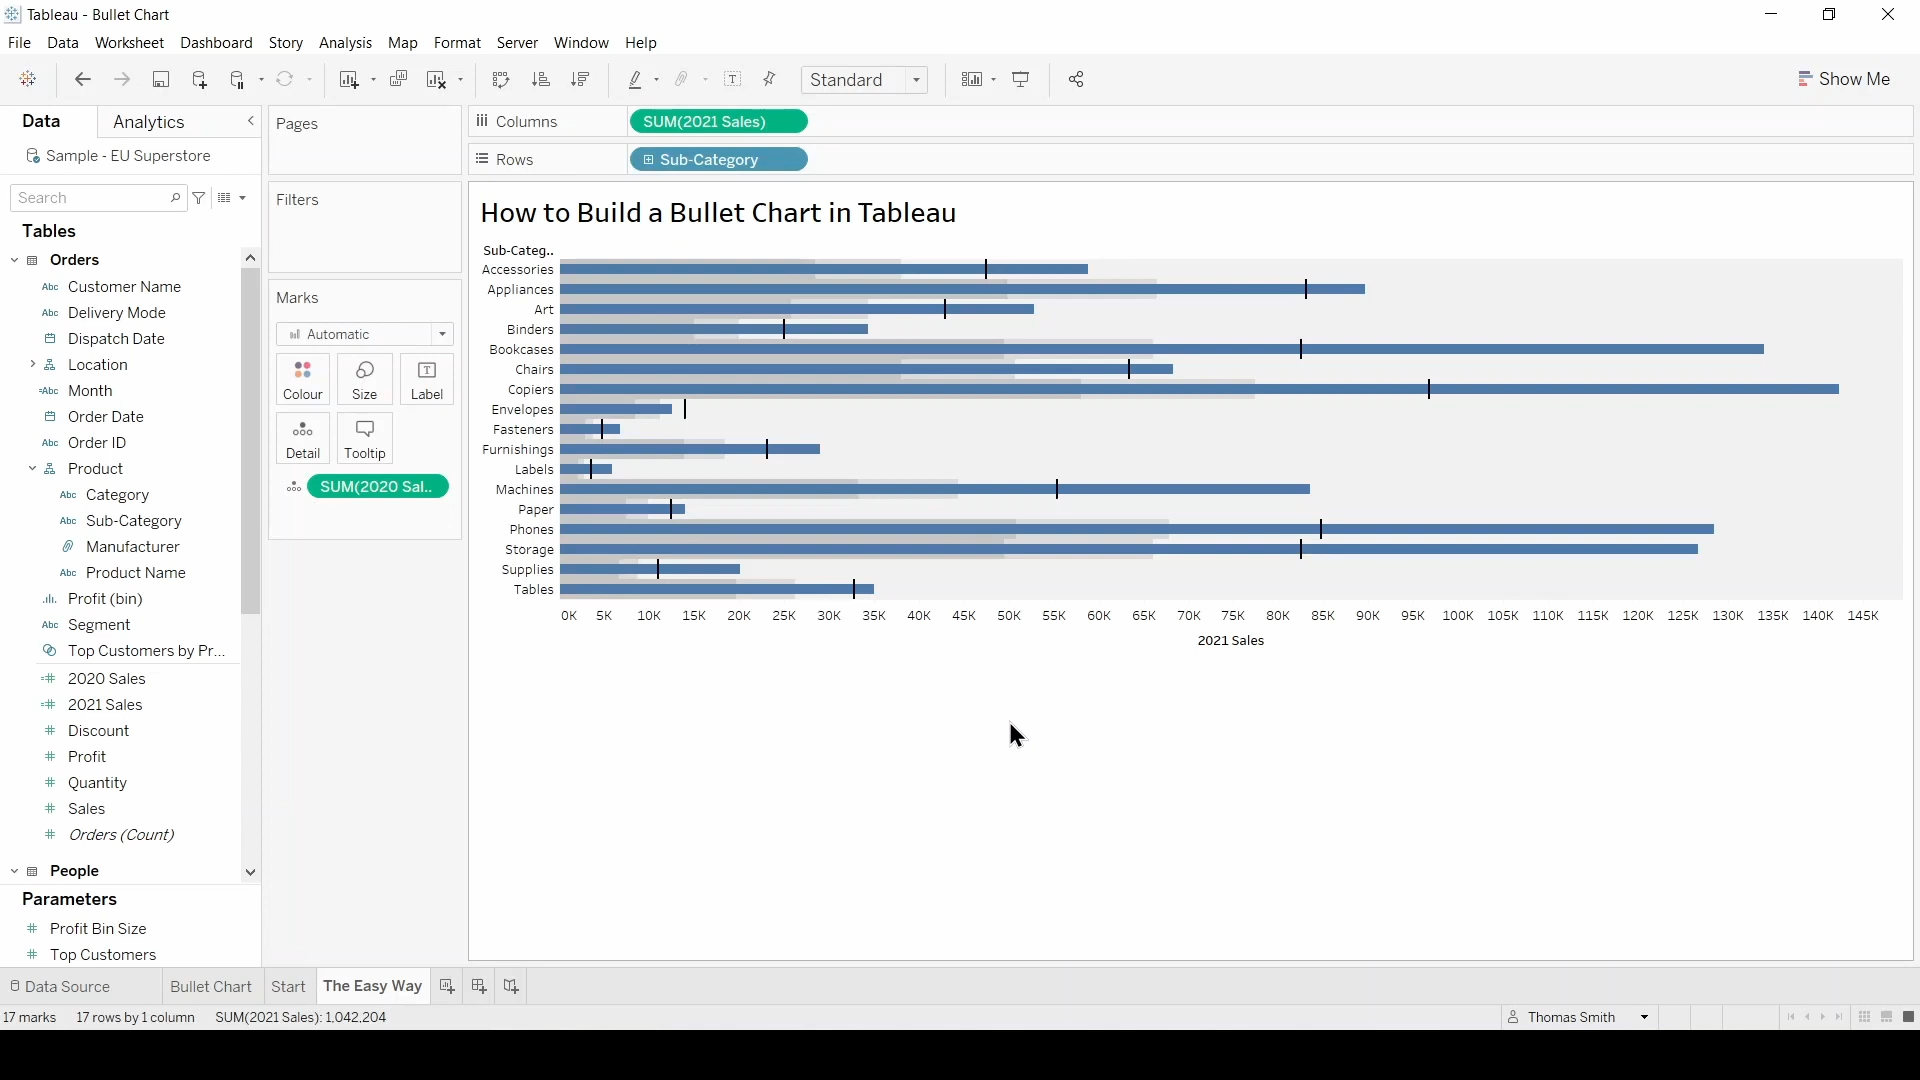 Tableau - Bullet Chart
File Data Worksheet Dashboard Story Analysis Map Format Server Window Help
Standard
Show Me
Data Analytics
Sample - EU Superstore
Search
Tables
Orders
Abc Customer Name
Abc Delivery Mode
Dispatch Date
Location
=Abc Month
Order Date
Abc Order ID
Product
Abc Category
Abc Sub-Category
Manufacturer
Abc Product Name
Profit (bin)
Abc Segment
Top Customers by Pr...
=# 2020 Sales
=# 2021 Sales
# Discount
# Profit
# Quantity
# Sales
# Orders (Count)
People
Parameters
# Profit Bin Size
# Top Customers
Pages
Filters
Marks
Automatic
Colour Size Label
Detail Tooltip
SUM(2020 Sal..
Columns SUM(2021 Sales)
Rows Sub-Category
How to Build a Bullet Chart in Tableau
Sub-Categ..
Accessories
Appliances
Art
Binders
Bookcases
Chairs
Copiers
Envelopes
Fasteners
Furnishings
Labels
Machines
Paper
Phones
Storage
Supplies
Tables
0K 5K 10K 15K 20K 25K 30K 35K 40K 45K 50K 55K 60K 65K 70K 75K 80K 85K 90K 95K 100K 105K 110K 115K 120K 125K 130K 135K 140K 145K
2021 Sales
Data Source Bullet Chart Start The Easy Way
17 marks 17 rows by 1 column SUM(2021 Sales): 1,042,204
Thomas Smith